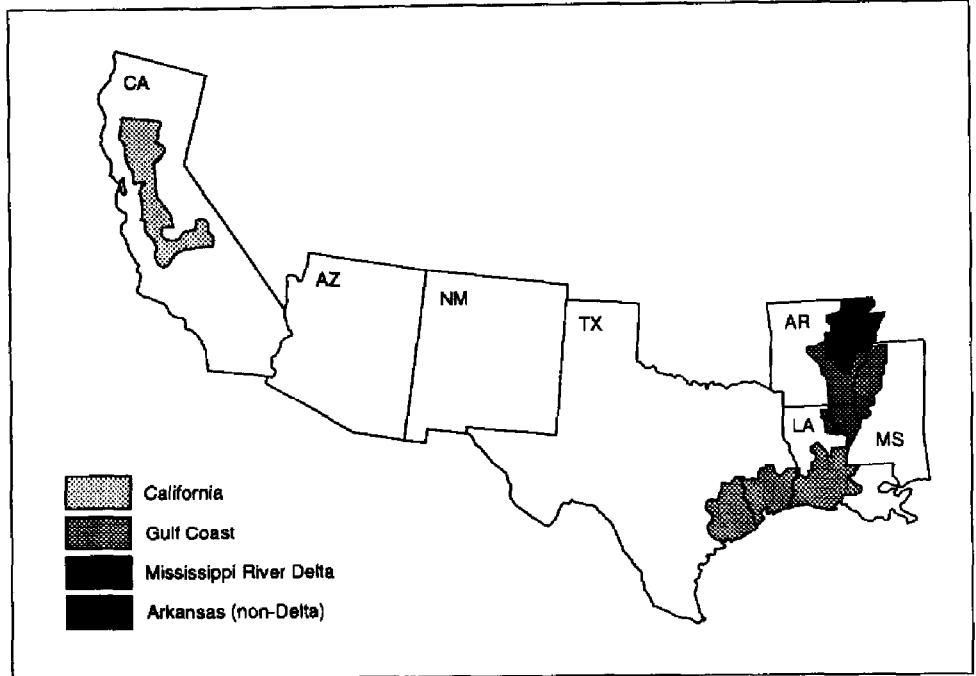 CA
AZ
NM
TX
AR
LA
MS
California
Gulf Coast
Mississippi River Delta
Arkansas (non-Delta)